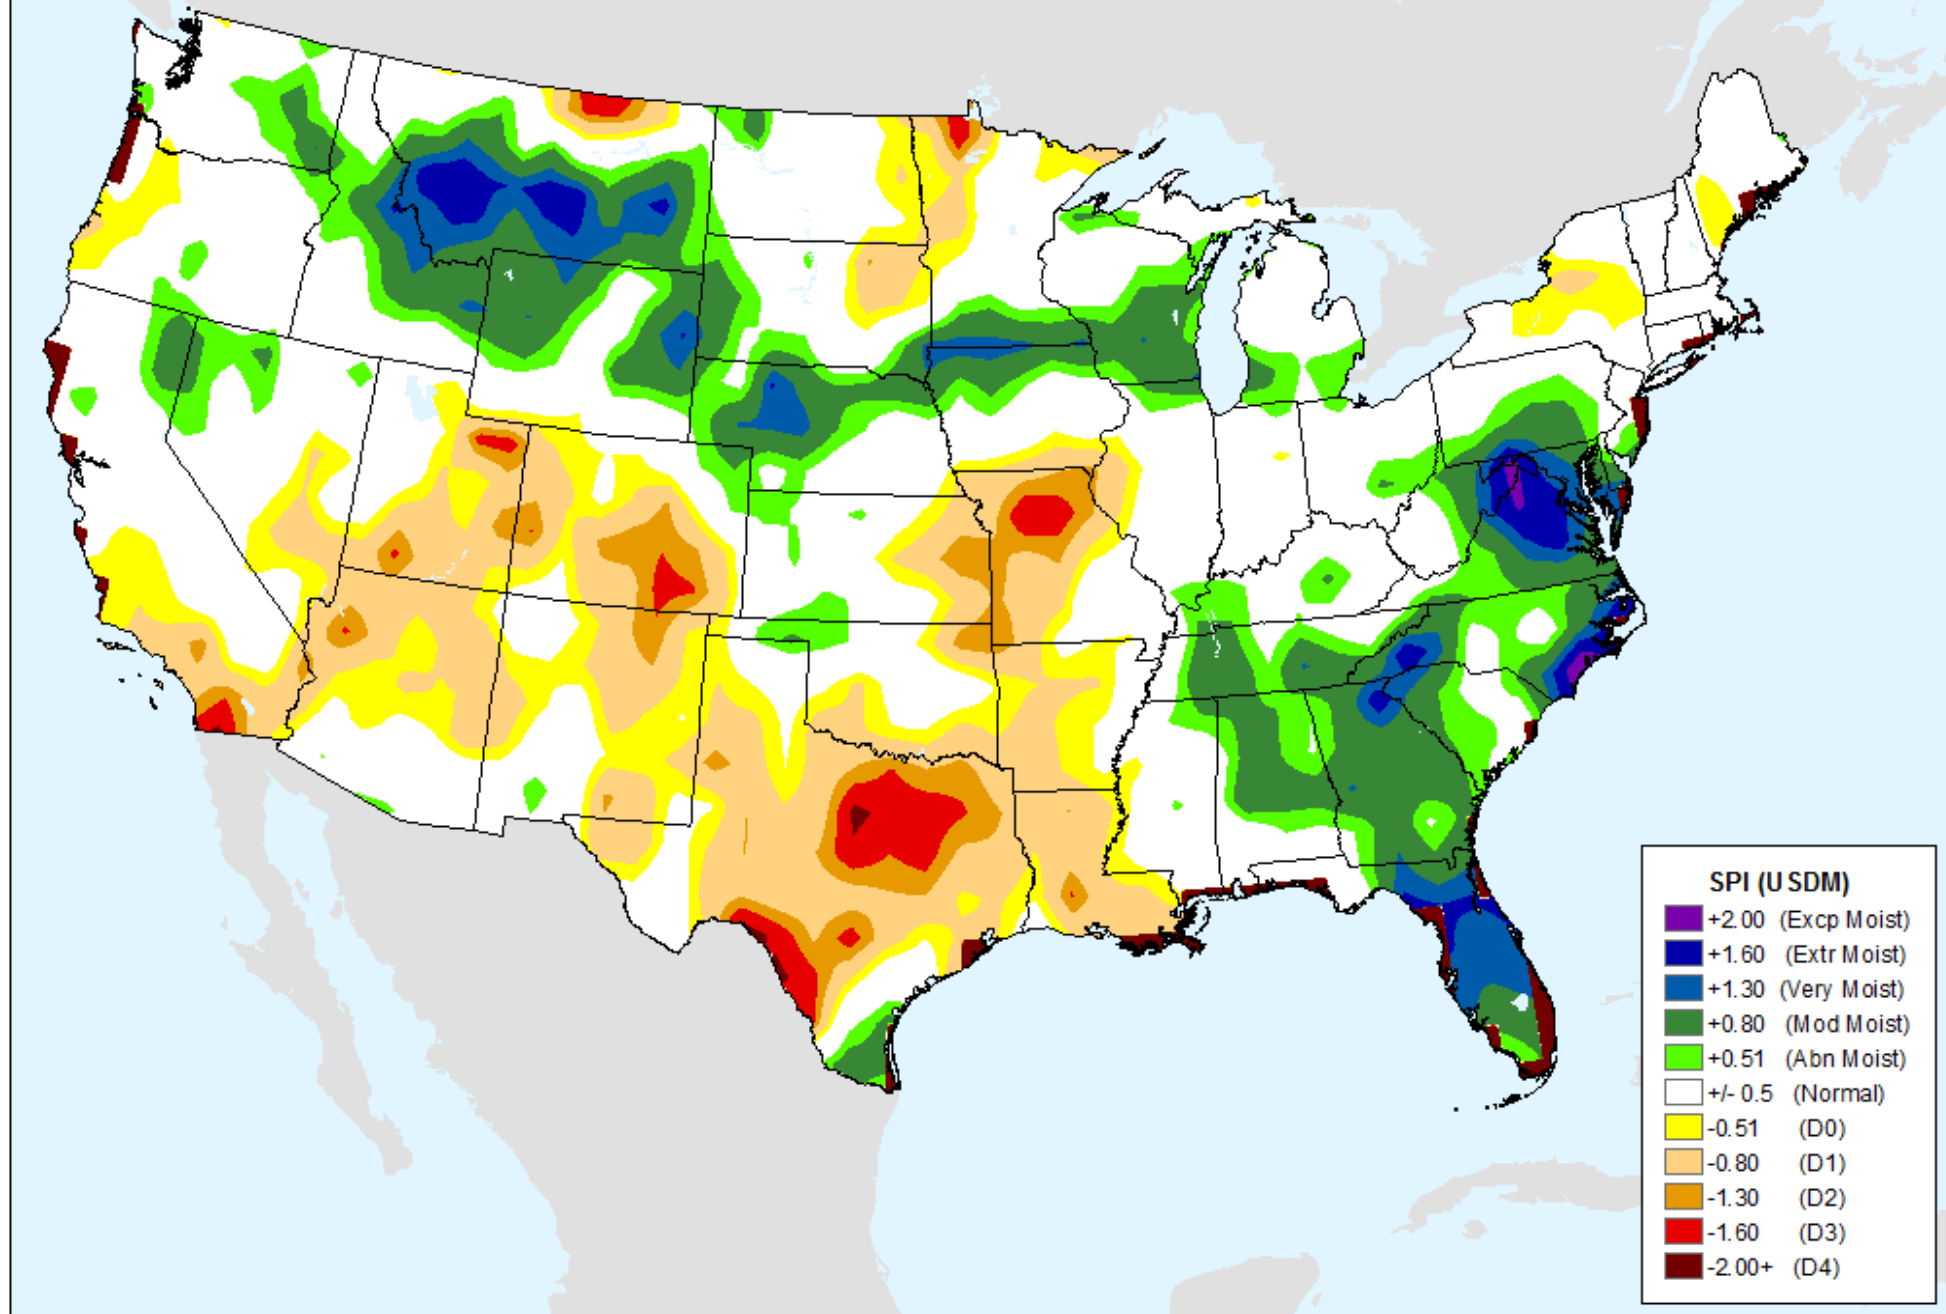 SPI (USDM)
+2.00 (Excp Moist)
+1.60 (Extr Moist)
+1.30 (Very Moist)
+0.80 (Mod Moist)
+0.51 (Abn Moist)
+/- 0.5 (Normal)
-0.51 (D0)
-0.80 (D1)
-1.30 (D2)
-1.60 (D3)
-2.00+ (D4)